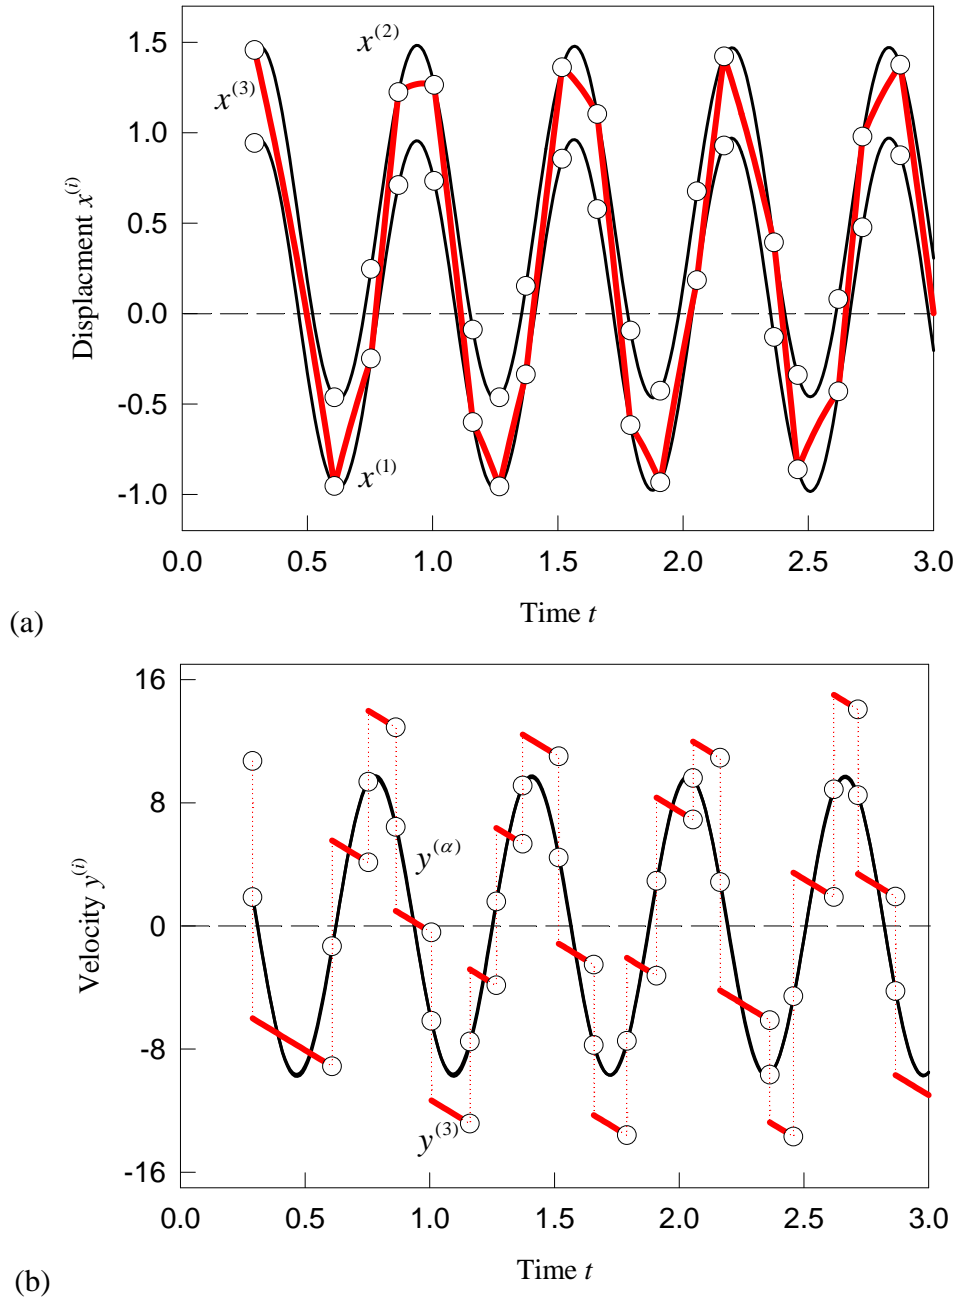 1.5
1.0
0.5
0.0
-0.5
-1.0
Displacment x^(i)
x^(2)
x^(3)
x^(1)
0.0 0.5 1.0 1.5 2.0 2.5 3.0
Time t
(a)
16
8
0
-8
-16
Velocity y^(i)
y^(α)
y^(3)
0.0 0.5 1.0 1.5 2.0 2.5 3.0
Time t
(b)